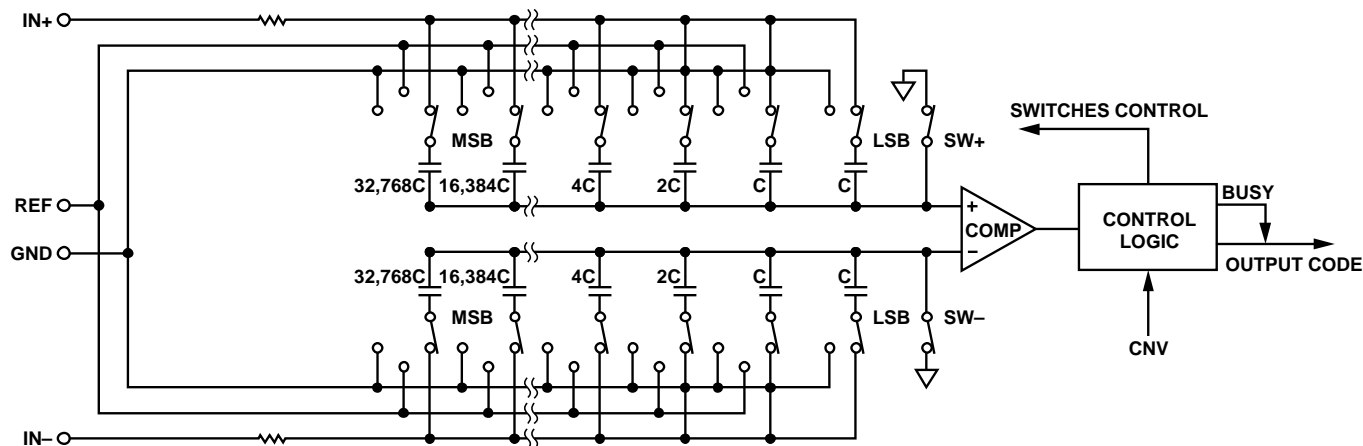 IN+
SWITCHES CONTROL
MSB
LSB
SW+
32,768C
16,384C
4C
2C
C
C
BUSY
REF
+
COMP
−
CONTROL
LOGIC
GND
OUTPUT CODE
32,768C
16,384C
4C
2C
C
C
MSB
LSB
SW−
CNV
IN−